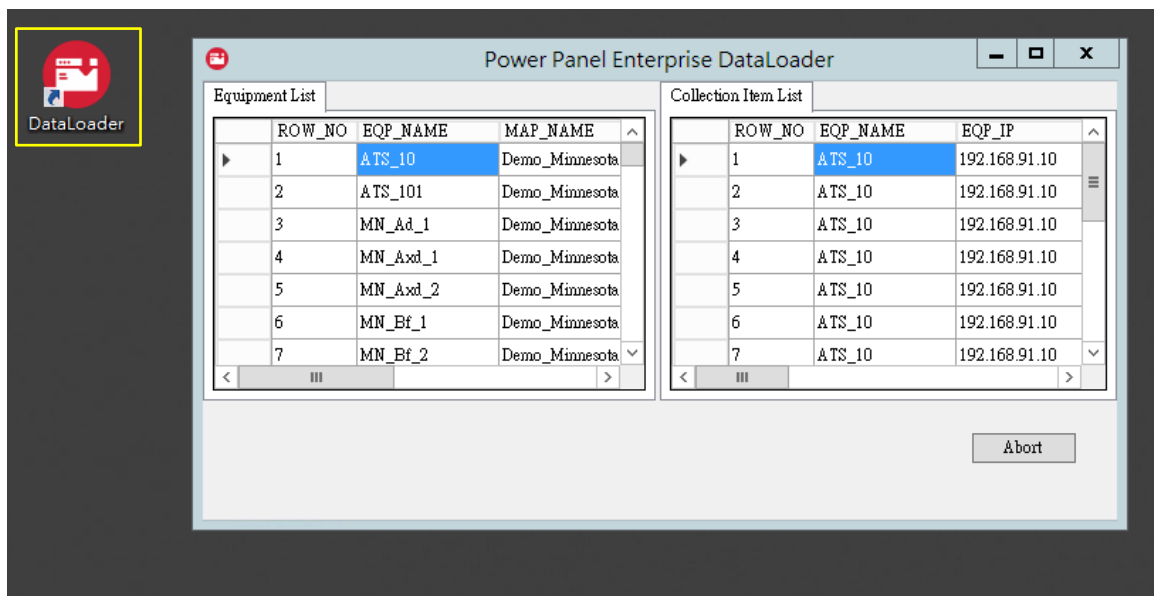 DataLoader
Power Panel Enterprise DataLoader
Equipment List
ROW_NO EQP_NAME MAP_NAME
1 ATS_10 Demo_Minnesota
2 ATS_101 Demo_Minnesota
3 MN_Ad_1 Demo_Minnesota
4 MN_Axd_1 Demo_Minnesota
5 MN_Axd_2 Demo_Minnesota
6 MN_Bf_1 Demo_Minnesota
7 MN_Bf_2 Demo_Minnesota
Collection Item List
ROW_NO EQP_NAME EQP_IP
1 ATS_10 192.168.91.10
2 ATS_10 192.168.91.10
3 ATS_10 192.168.91.10
4 ATS_10 192.168.91.10
5 ATS_10 192.168.91.10
6 ATS_10 192.168.91.10
7 ATS_10 192.168.91.10
Abort